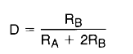 D = R_B / (R_A + 2R_B)